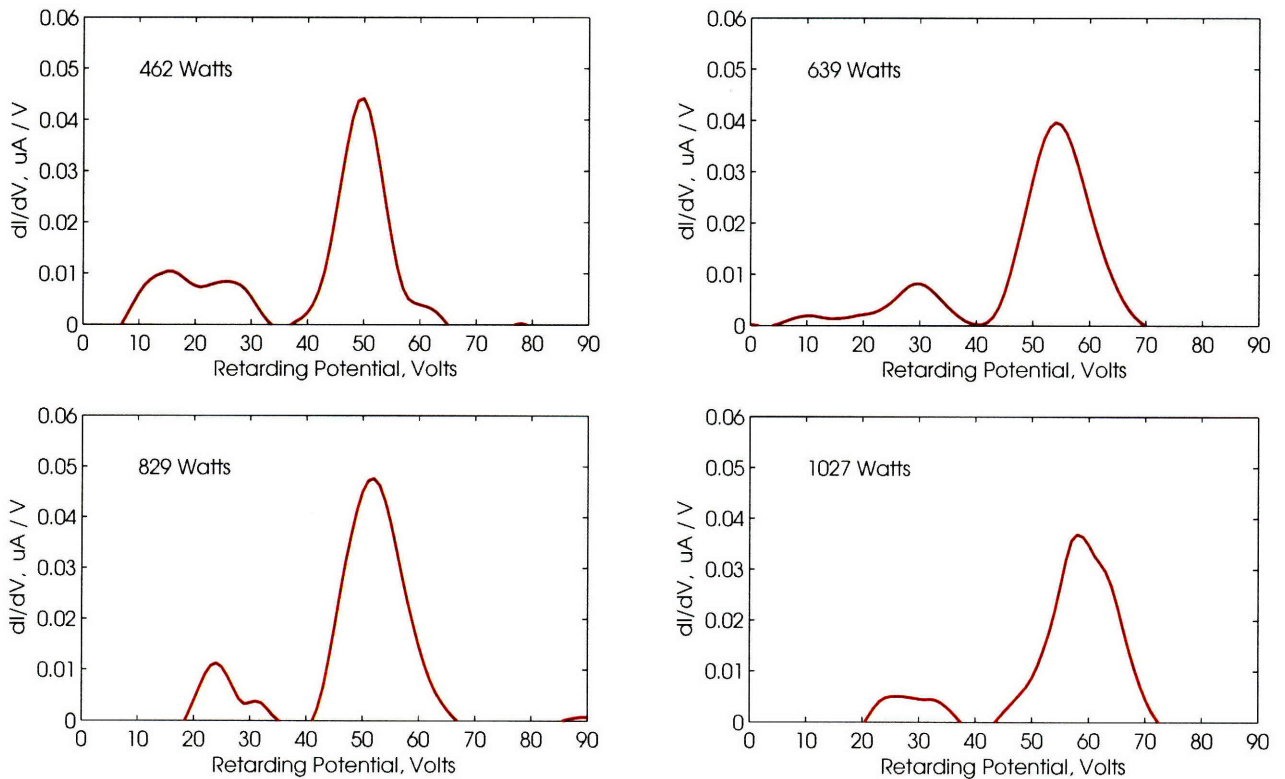 0.06
0.05
0.04
0.03
0.02
0.01
0
dI/dV, uA / V
462 Watts
0 10 20 30 40 50 60 70 80 90
Retarding Potential, Volts
0.06
0.05
0.04
0.03
0.02
0.01
0
dI/dV, uA / V
639 Watts
0 10 20 30 40 50 60 70 80 90
Retarding Potential, Volts
0.06
0.05
0.04
0.03
0.02
0.01
0
dI/dV, uA / V
829 Watts
0 10 20 30 40 50 60 70 80 90
Retarding Potential, Volts
0.06
0.05
0.04
0.03
0.02
0.01
0
dI/dV, uA / V
1027 Watts
0 10 20 30 40 50 60 70 80 90
Retarding Potential, Volts